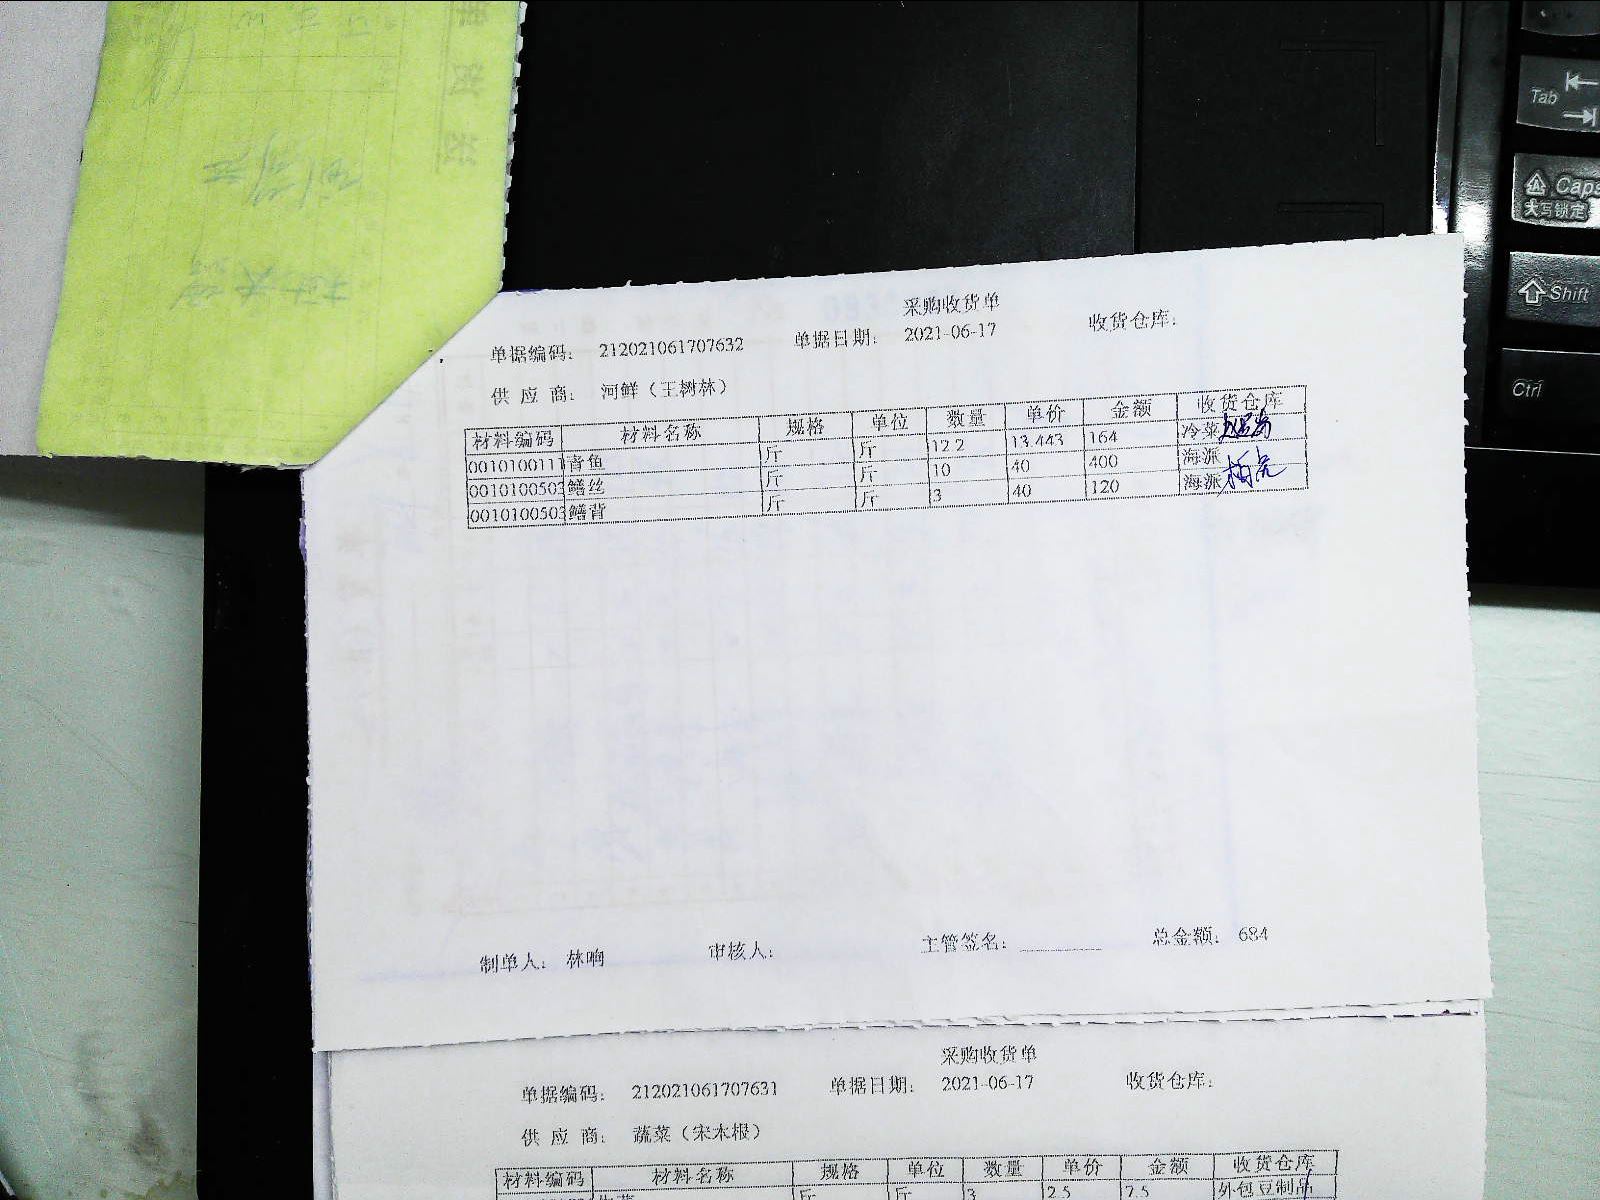 Tab
Caps
大写锁定
Shift
Ctrl
采购收货单
单据编码： 212021061707632 单据日期： 2021-06-17 收货仓库：
供 应 商： 河鲜（王树林）
材料编码 材料名称 规格 单位 数量 单价 金额 收货仓库
0010100111 青鱼 斤 斤 12.2 13.443 164 冷菜
0010100503 鳝丝 斤 斤 10 40 400 海派
0010100503 鳝背 斤 斤 3 40 120 海派
制单人： 林响 审核人： 主管签名： 总金额： 684
采购收货单
单据编码： 212021061707631 单据日期： 2021-06-17 收货仓库：
供 应 商： 蔬菜（宋木根）
材料编码 材料名称 规格 单位 数量 单价 金额 收货仓库
斤 斤 3 2.5 7.5 外包豆制品